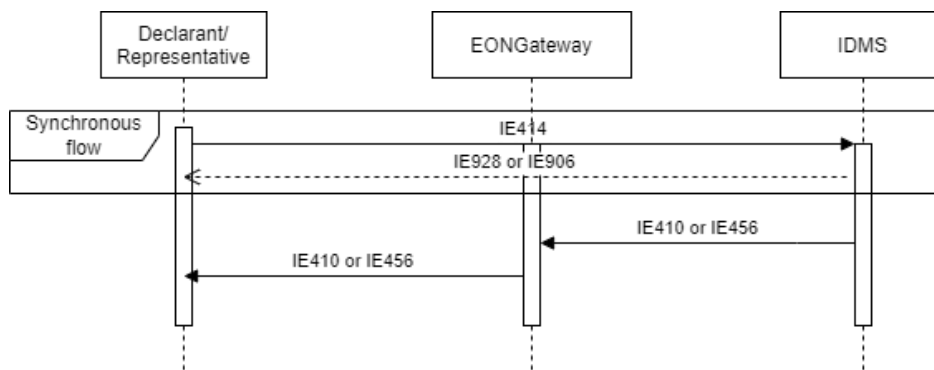 Declarant/
Representative
EONGateway
IDMS
Synchronous
flow
IE414
IE928 or IE906
IE410 or IE456
IE410 or IE456